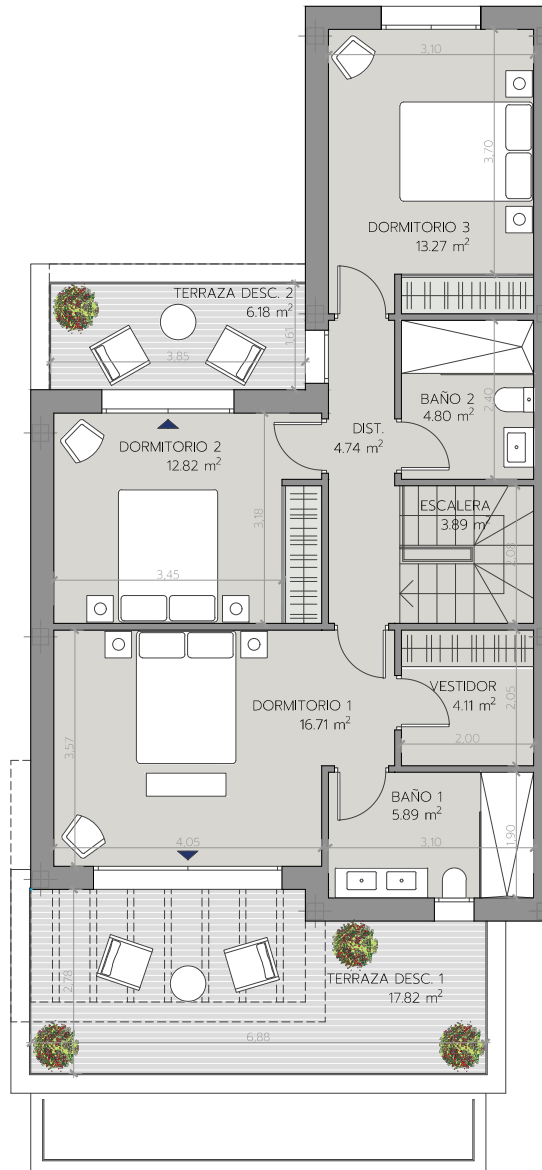 3,10
3,70
DORMITORIO 3
13.27 m²
TERRAZA DESC. 2
6.18 m²
1,61
3,85
BAÑO 2
4.80 m²
2,40
DIST.
4.74 m²
DORMITORIO 2
12.82 m²
3,18
3,45
ESCALERA
3.89 m²
2,08
DORMITORIO 1
16.71 m²
3,57
4,05
VESTIDOR
4.11 m²
2,05
2,00
BAÑO 1
5.89 m²
1,90
3,10
TERRAZA DESC. 1
17.82 m²
2,78
6,88